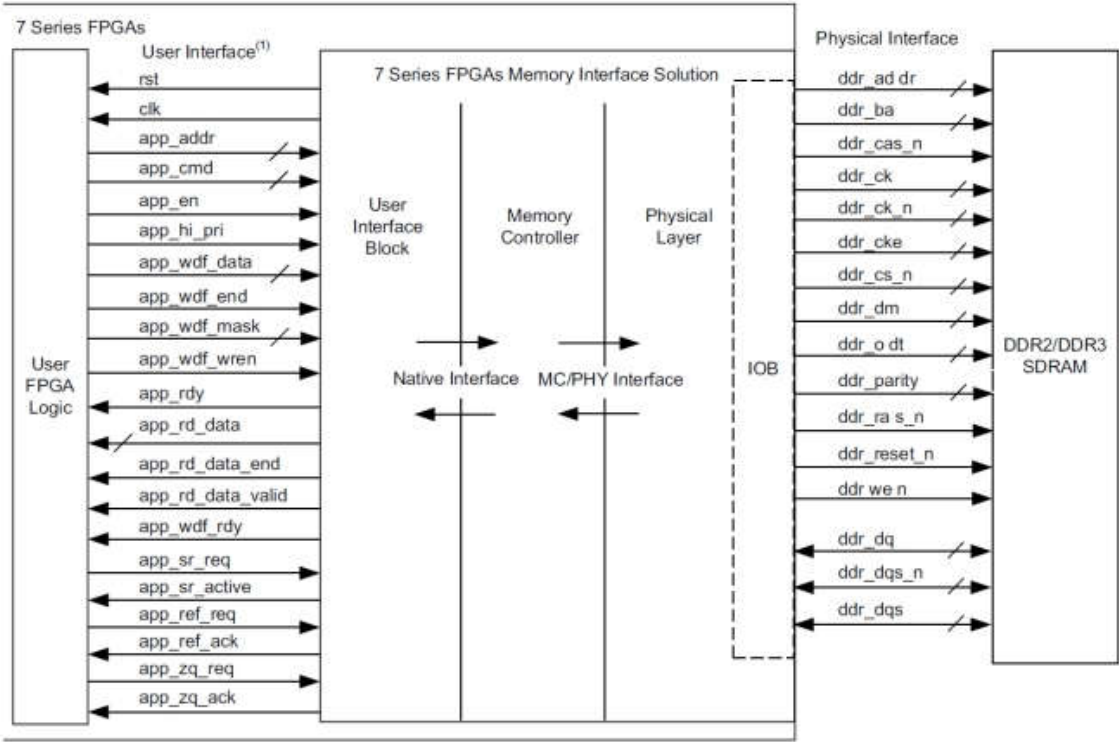 7 Series FPGAs
User Interface(1)
rst
clk
app_addr
app_cmd
app_en
app_hi_pri
app_wdf_data
app_wdf_end
app_wdf_mask
app_wdf_wren
app_rdy
app_rd_data
app_rd_data_end
app_rd_data_valid
app_wdf_rdy
app_sr_req
app_sr_active
app_ref_req
app_ref_ack
app_zq_req
app_zq_ack
User
FPGA
Logic
7 Series FPGAs Memory Interface Solution
User
Interface
Block
Memory
Controller
Physical
Layer
Native Interface
MC/PHY Interface
IOB
Physical Interface
ddr_ad dr
ddr_ba
ddr_cas_n
ddr_ck
ddr_ck_n
ddr_cke
ddr_cs_n
ddr_dm
ddr_o dt
ddr_parity
ddr_ra s_n
ddr_reset_n
ddr we n
ddr_dq
ddr_dqs_n
ddr_dqs
DDR2/DDR3
SDRAM